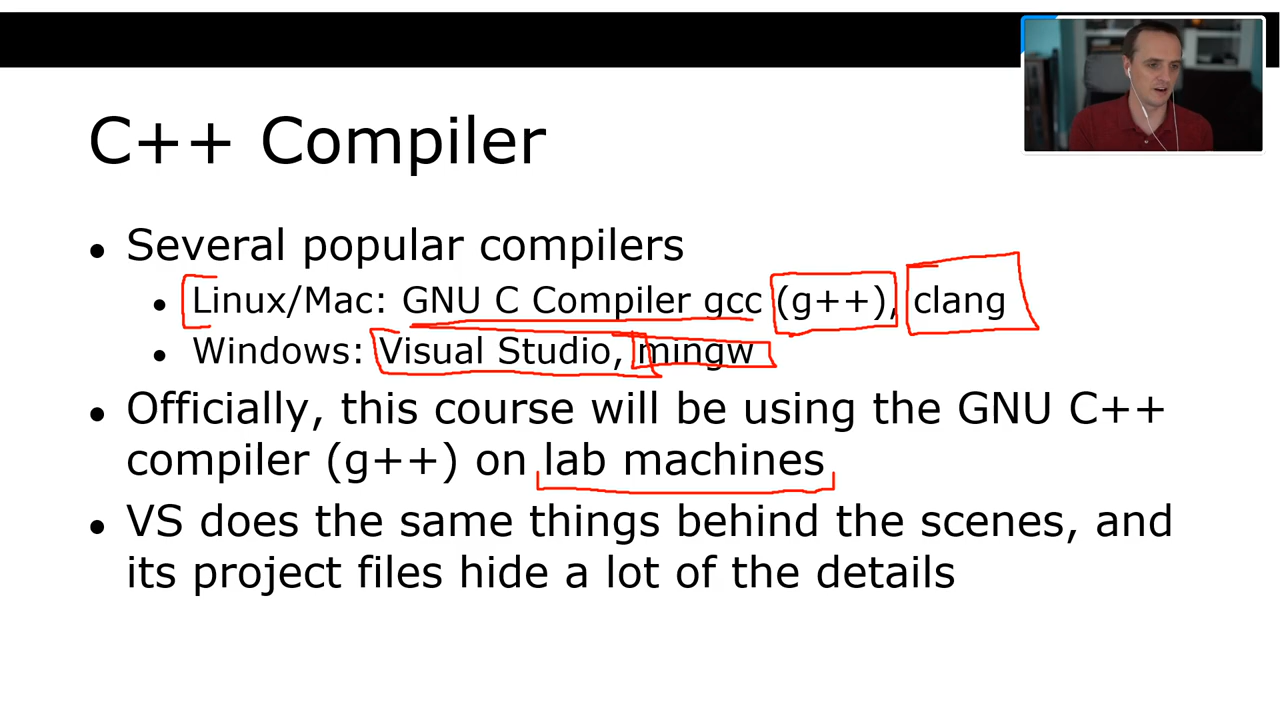 C++ Compiler
• Several popular compilers
• Linux/Mac: GNU C Compiler gcc (g++), clang
• Windows: Visual Studio, mingw
• Officially, this course will be using the GNU C++
compiler (g++) on lab machines
• VS does the same things behind the scenes, and
its project files hide a lot of the details